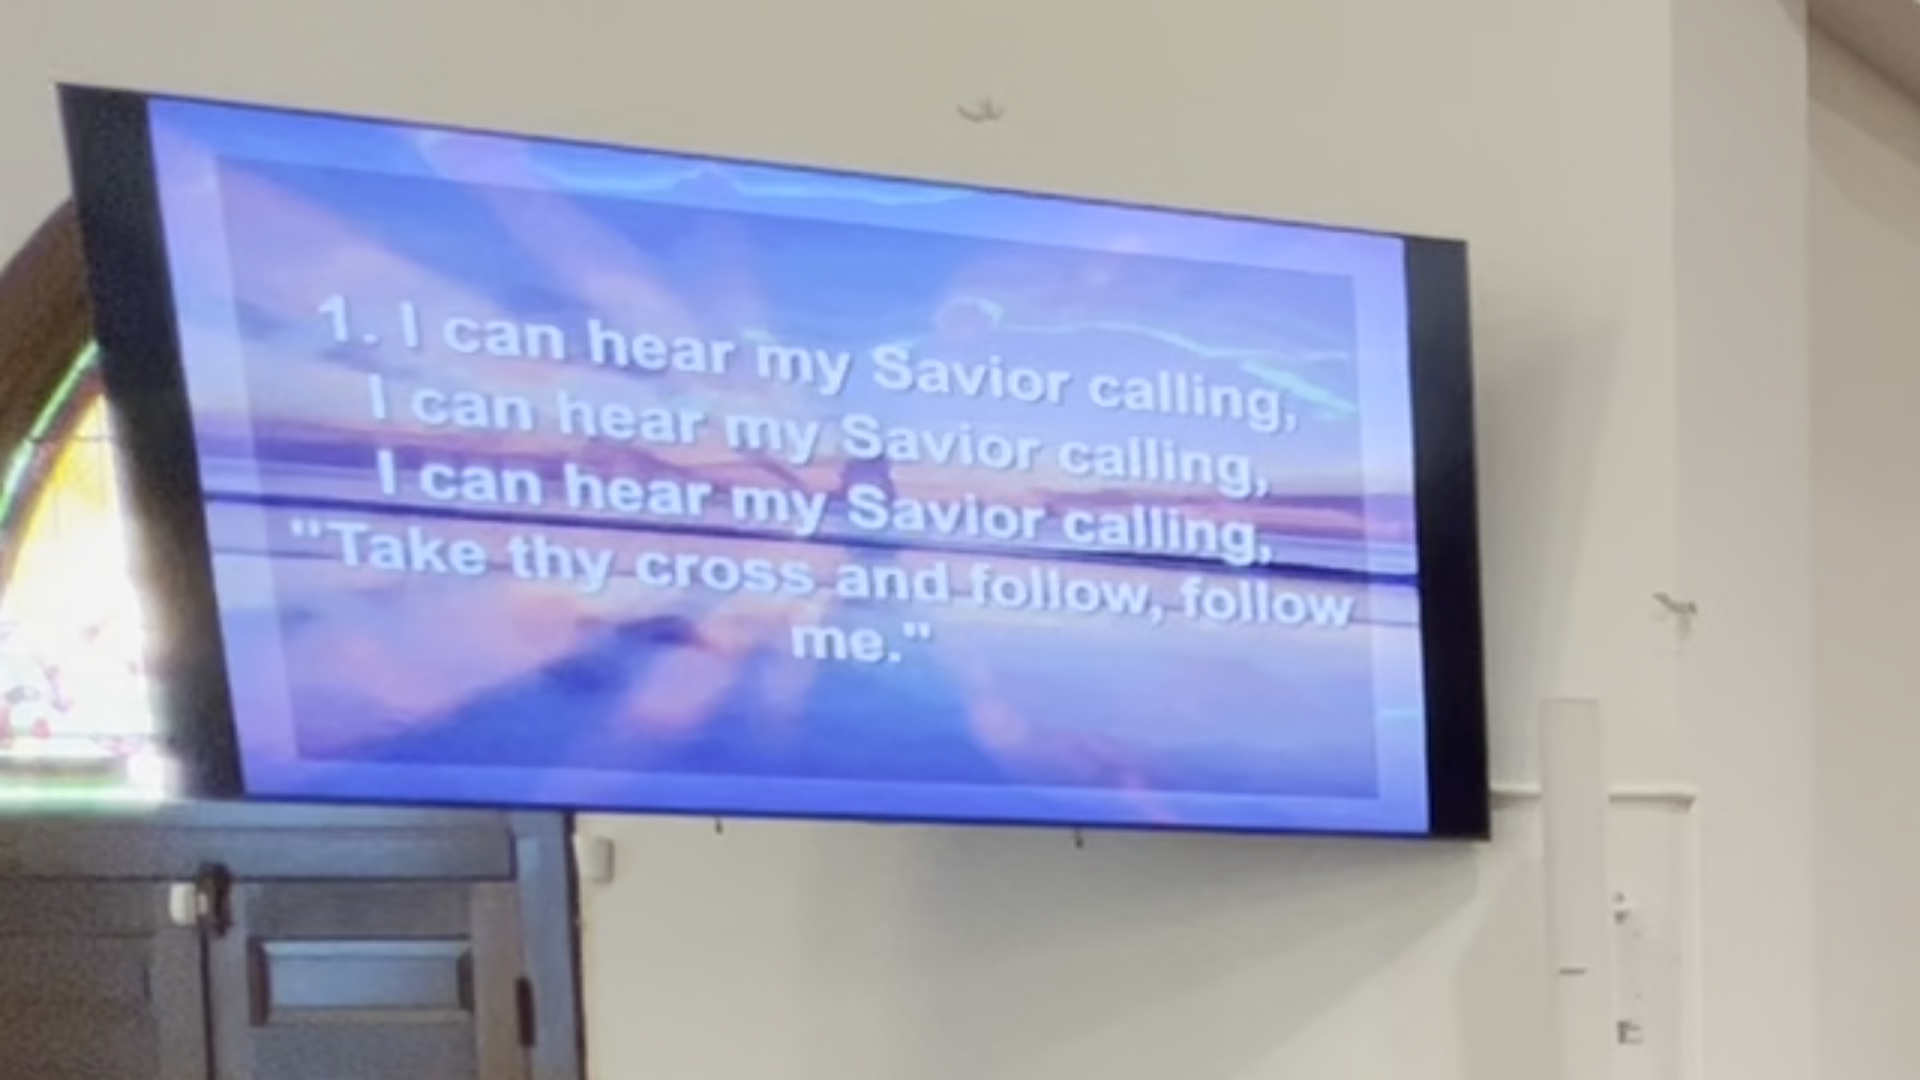 1. I can hear my Savior calling,
I can hear my Savior calling,
I can hear my Savior calling,
"Take thy cross and follow, follow
me."